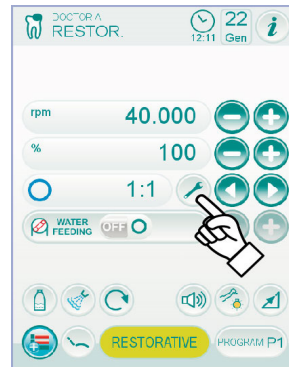 DOCTOR A
RESTOR.
12:11
22
Gen
i
rpm 40.000
% 100
1:1
WATER
FEEDING OFF
RESTORATIVE
PROGRAM P1